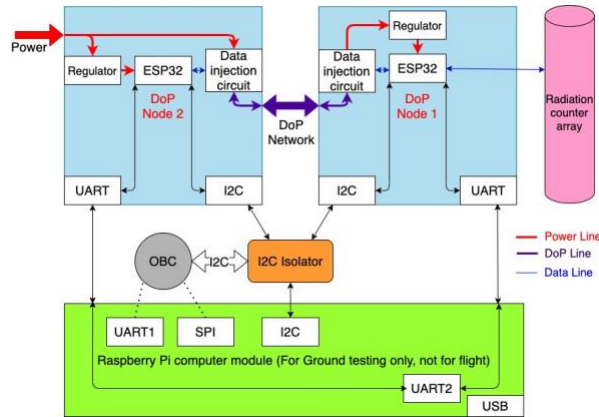 Power
Regulator
ESP32
Data
injection
circuit
DoP
Node 2
UART
I2C
DoP
Network
Regulator
Data
injection
circuit
ESP32
DoP
Node 1
I2C
UART
Radiation
counter
array
Power Line
DoP Line
Data Line
OBC
I2C
I2C Isolator
UART1
SPI
I2C
Raspberry Pi computer module (For Ground testing only, not for flight)
UART2
USB